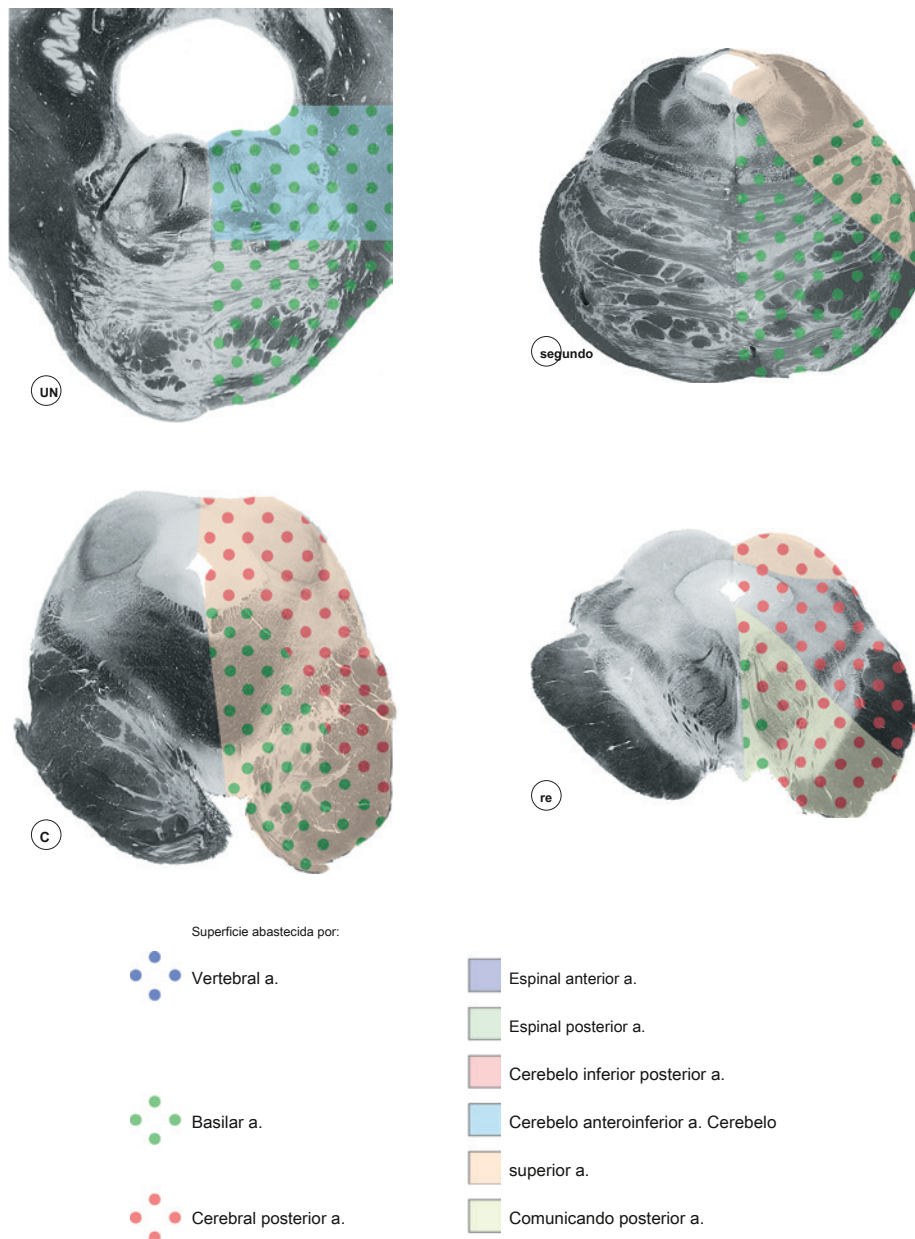 UN
segundo
C
re
Superficie abastecida por:
Vertebral a.
Basilar a.
Cerebral posterior a.
Espinal anterior a.
Espinal posterior a.
Cerebelo inferior posterior a.
Cerebelo anteroinferior a. Cerebelo
superior a.
Comunicando posterior a.